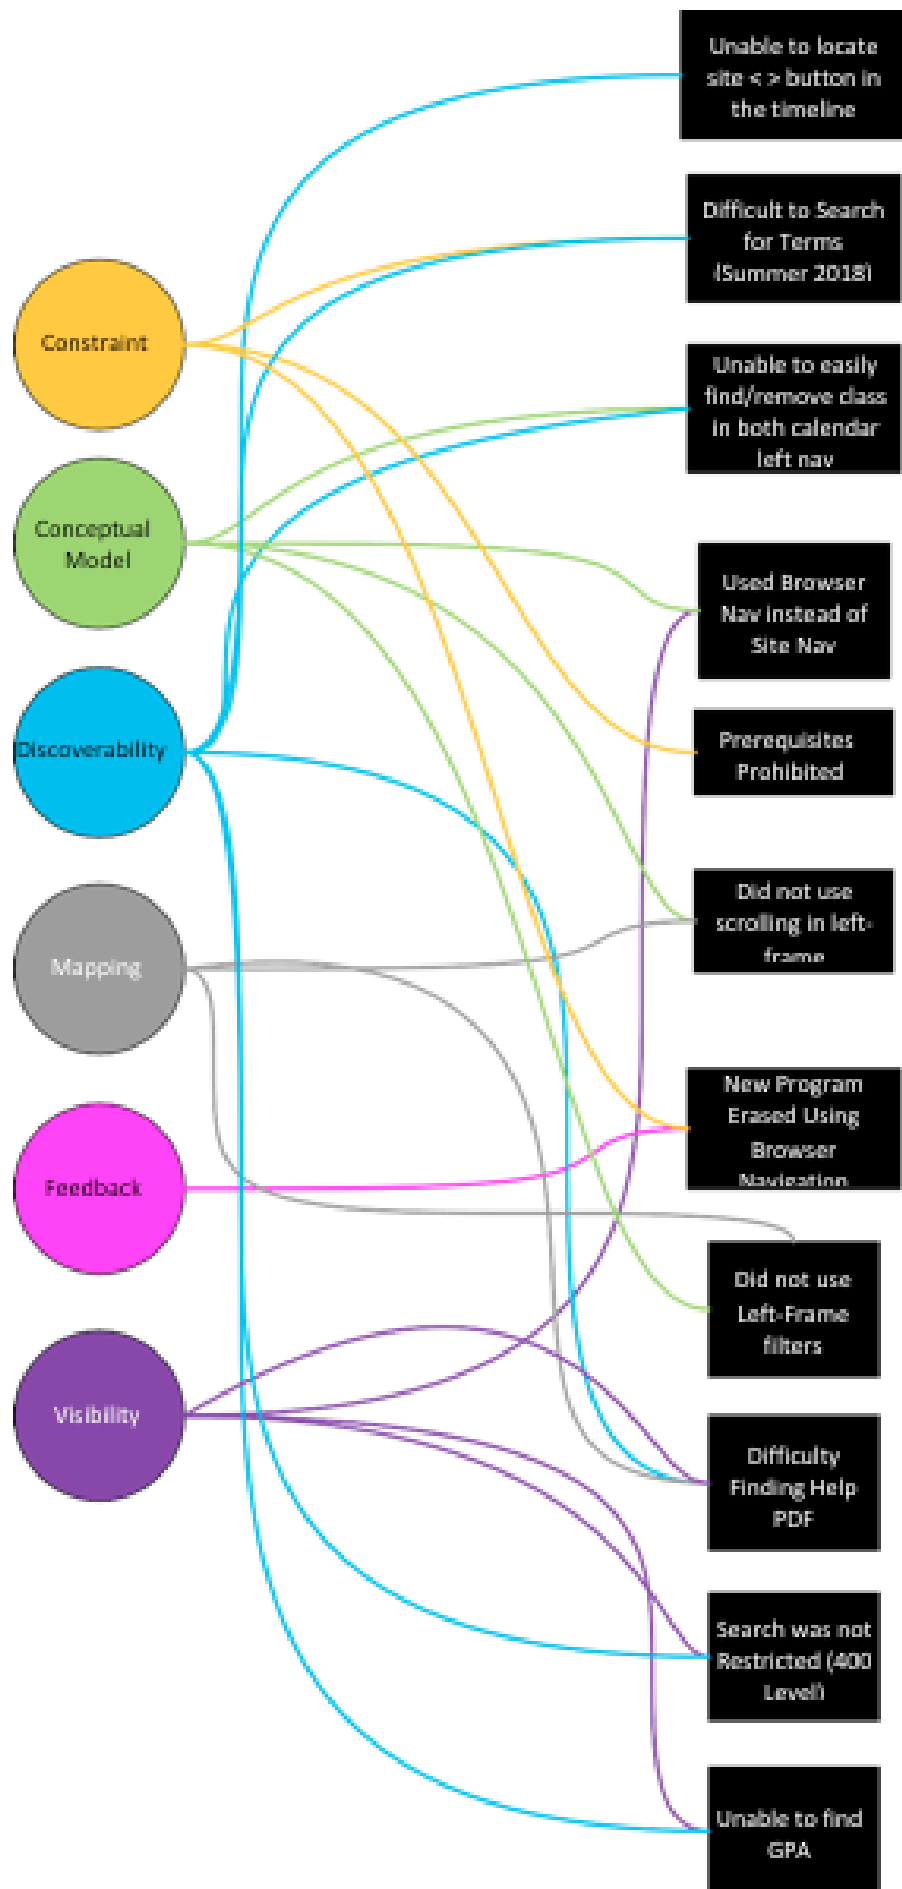 Constraint
Conceptual
Model
Discoverability
Mapping
Feedback
Visibility
Unable to locate
site < > button in
the timeline
Difficult to Search
for Terms
(Summer 2018)
Unable to easily
find/remove class
in both calendar
left nav
Used Browser
Nav instead of
Site Nav
Prerequisites
Prohibited
Did not use
scrolling in left-
frame
New Program
Erased Using
Browser
Navigation
Did not use
Left-Frame
filters
Difficulty
Finding Help
PDF
Search was not
Restricted (400
Level)
Unable to find
GPA